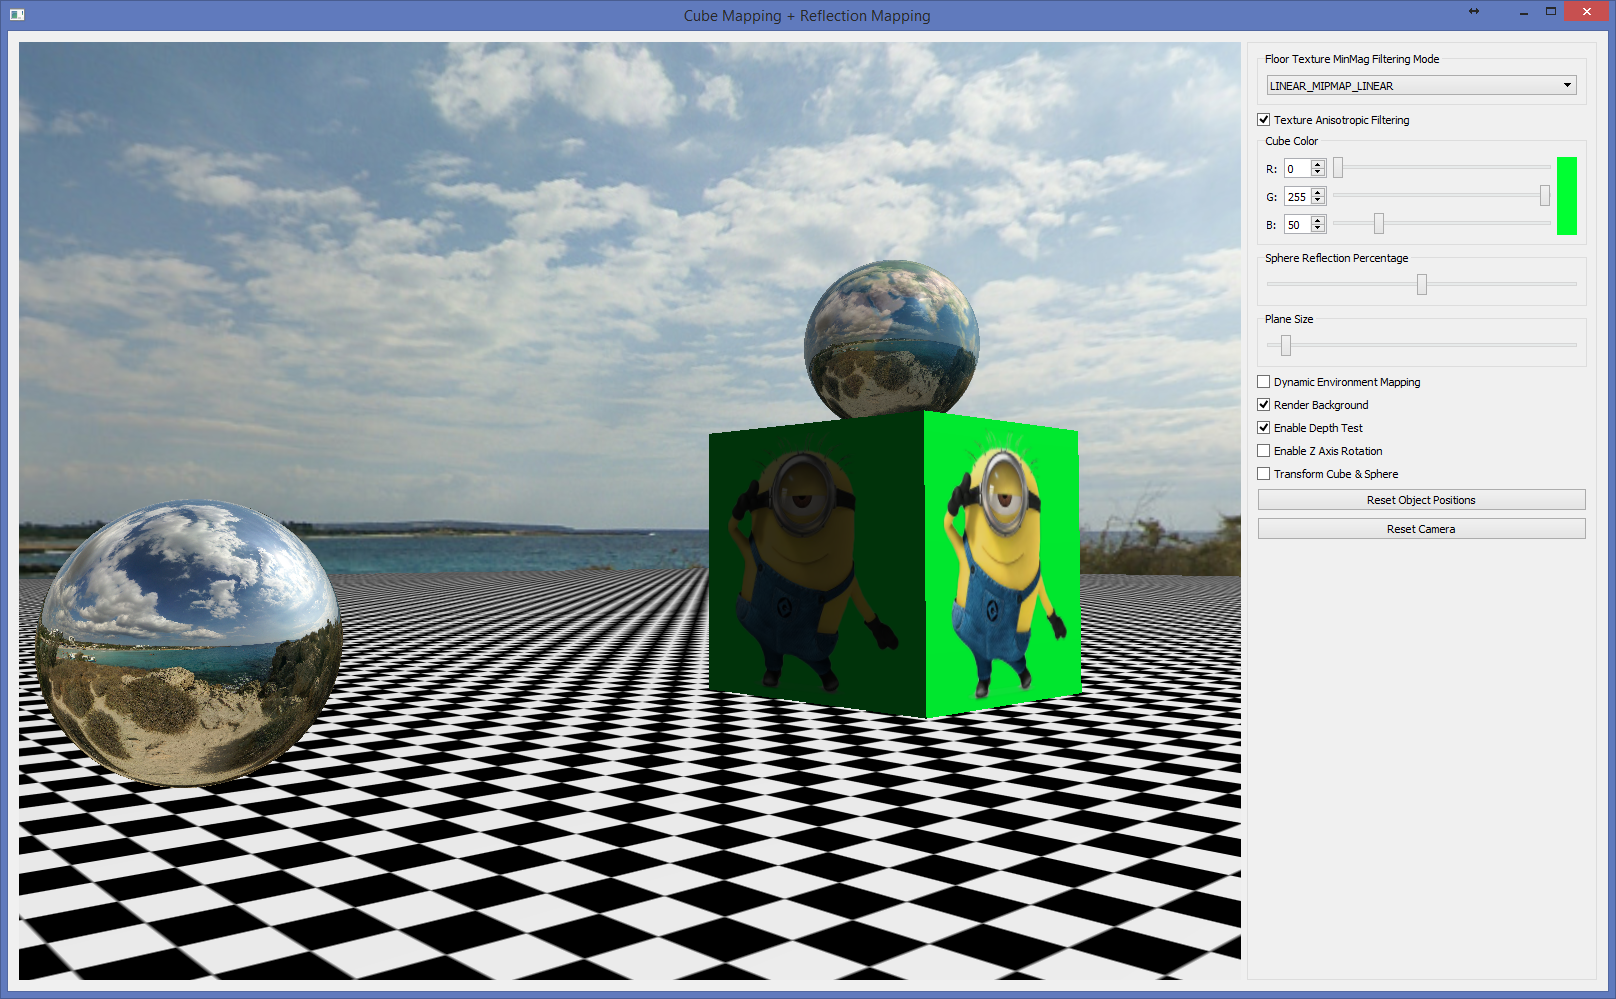 Cube Mapping + Reflection Mapping
Floor Texture MinMag Filtering Mode
LINEAR_MIPMAP_LINEAR
Texture Anisotropic Filtering
Cube Color
R: 0
G: 255
B: 50
Sphere Reflection Percentage
Plane Size
Dynamic Environment Mapping
Render Background
Enable Depth Test
Enable Z Axis Rotation
Transform Cube & Sphere
Reset Object Positions
Reset Camera